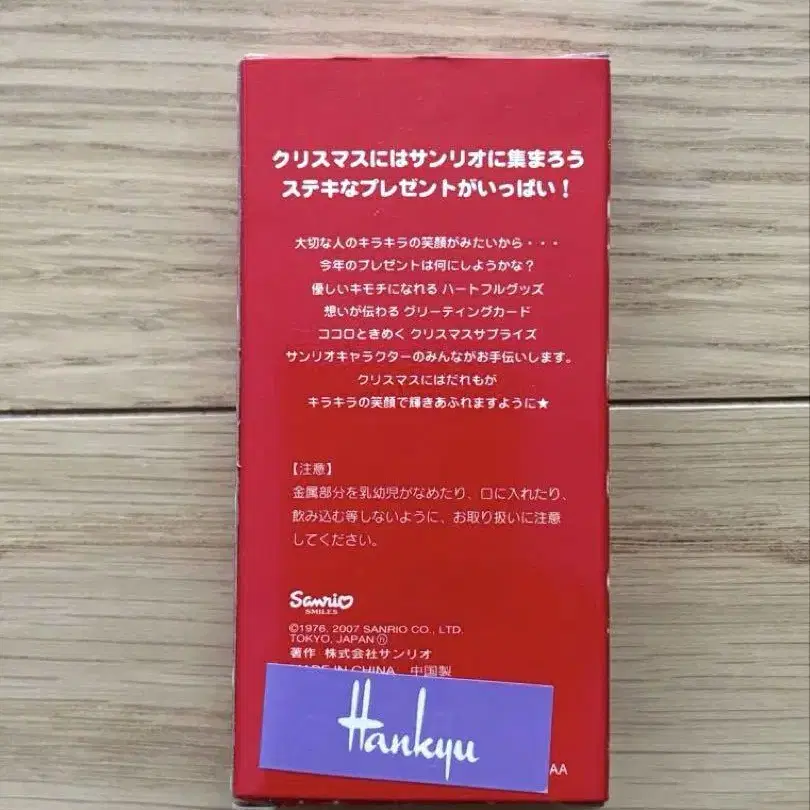 クリスマスにはサンリオに集まろう
ステキなプレゼントがいっぱい！
大切な人のキラキラの笑顔がみたいから・・・
今年のプレゼントは何にしようかな？
優しいキモチになれる ハートフルグッズ
想いが伝わる グリーティングカード
ココロときめく クリスマスサプライズ
サンリオキャラクターのみんながお手伝いします。
クリスマスにはだれもが
キラキラの笑顔で輝きあふれますように★
【注意】
金属部分を乳幼児がなめたり、口に入れたり、
飲み込む等しないように、お取り扱いに注意
してください。
Sanrio
SMILES
©1976, 2007 SANRIO CO., LTD.
TOKYO, JAPAN ⓗ
著作 株式会社サンリオ
MADE IN CHINA 中国製
Hankyu
AA